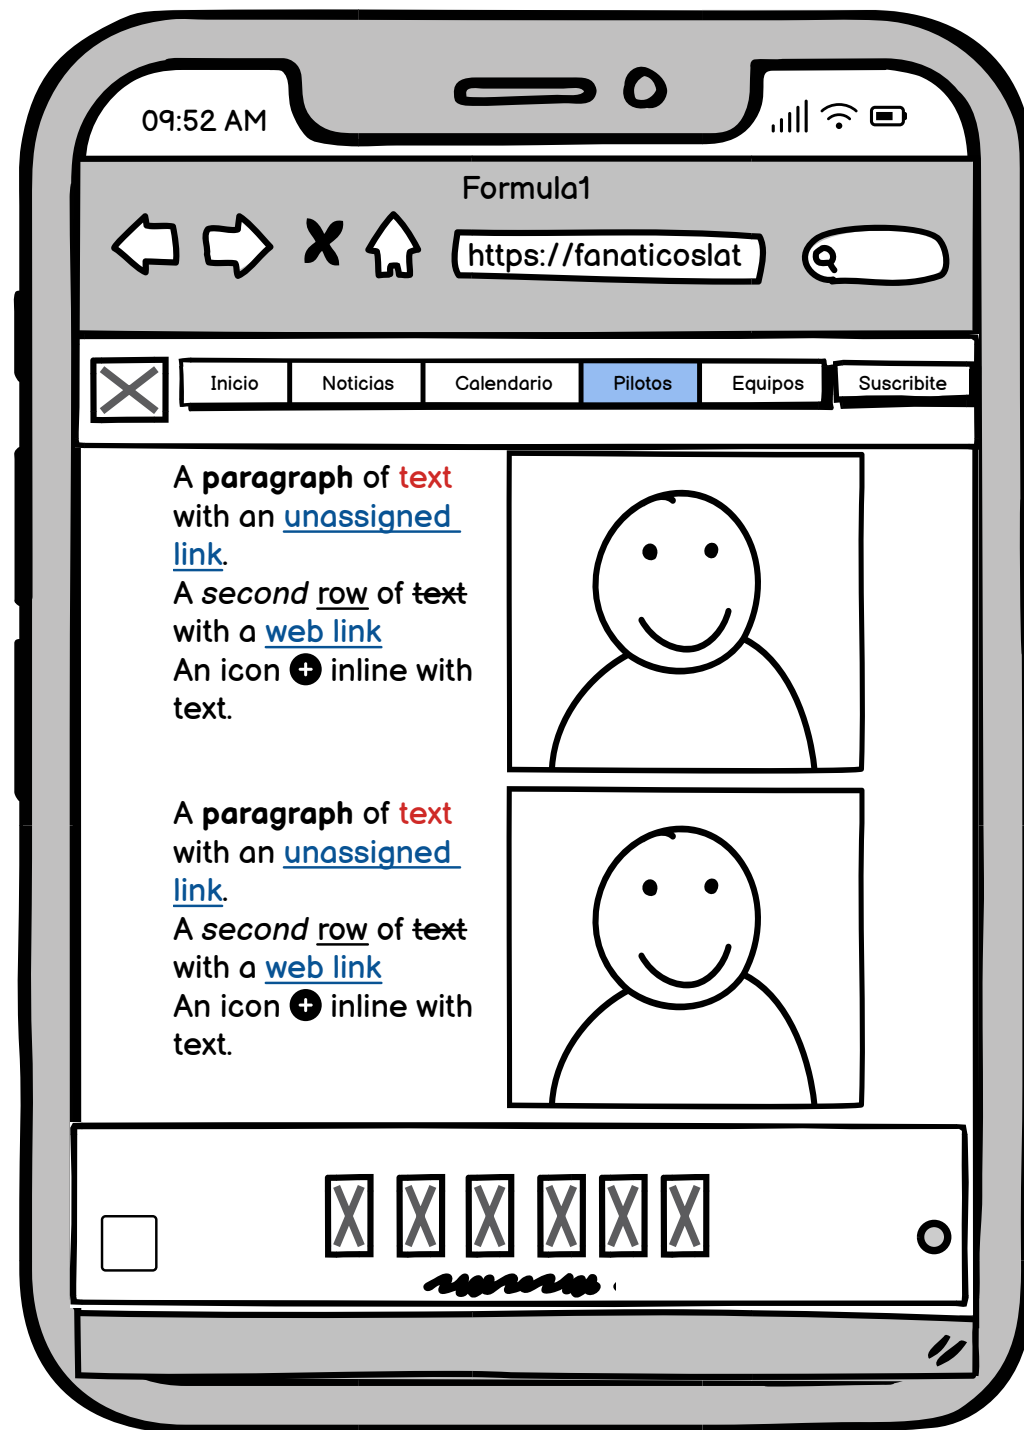 09:52 AM
Formula1
https://fanaticoslat
Inicio Noticias Calendario Pilotos Equipos Suscribite
A paragraph of text
with an unassigned
link.
A second row of text
with a web link
An icon + inline with
text.
A paragraph of text
with an unassigned
link.
A second row of text
with a web link
An icon + inline with
text.